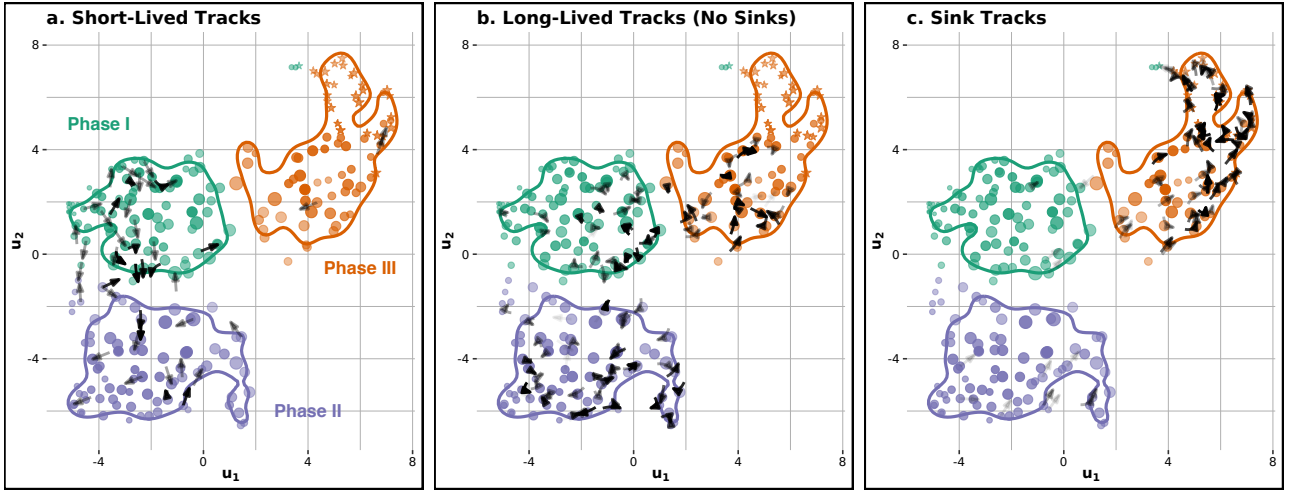 a. Short-Lived Tracks
8
4
0
-4
-4
0
4
8
u2
u1
Phase I
Phase II
Phase III
b. Long-Lived Tracks (No Sinks)
8
4
0
-4
-4
0
4
8
u2
u1
c. Sink Tracks
8
4
0
-4
-4
0
4
8
u2
u1